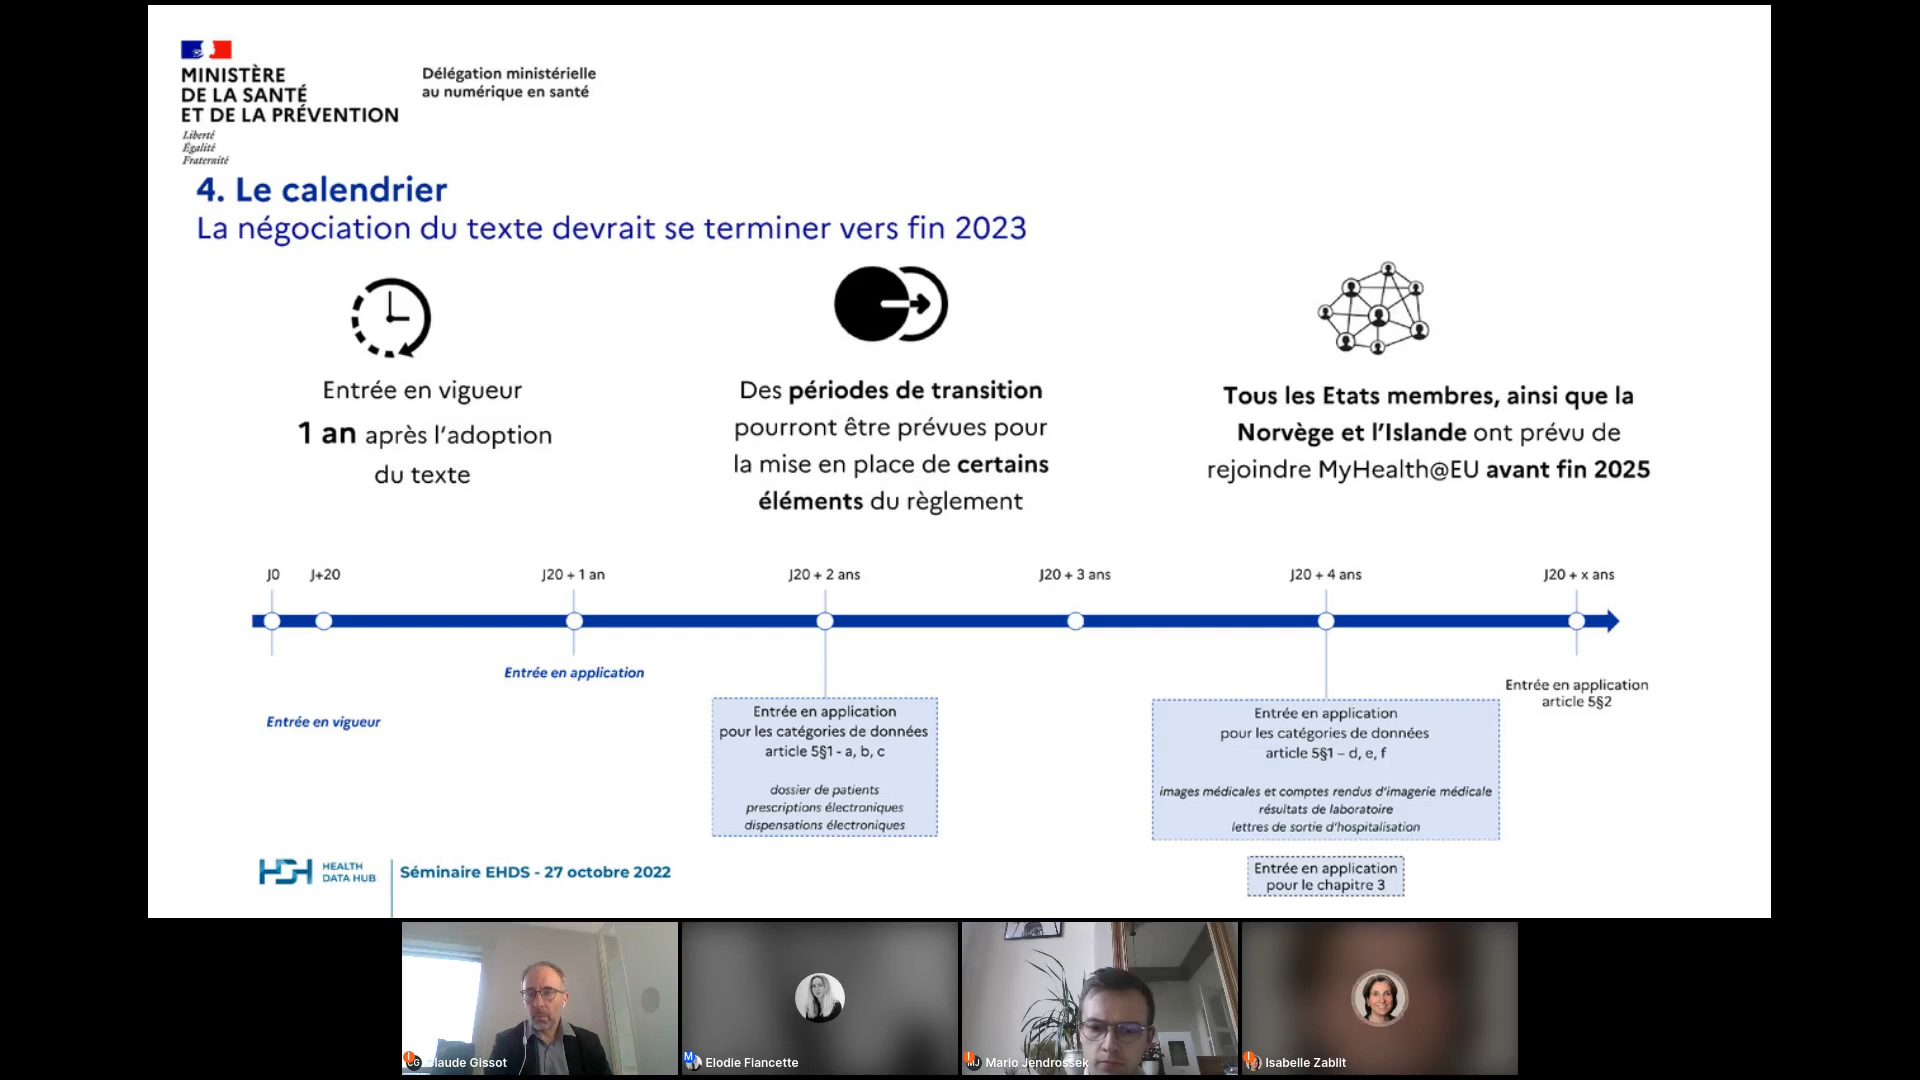 MINISTÈRE
DE LA SANTÉ
ET DE LA PRÉVENTION
Liberté
Égalité
Fraternité
Délégation ministérielle
au numérique en santé
4. Le calendrier
La négociation du texte devrait se terminer vers fin 2023
Entrée en vigueur
1 an après l'adoption
du texte
Des périodes de transition
pourront être prévues pour
la mise en place de certains
éléments du règlement
Tous les Etats membres, ainsi que la
Norvège et l'Islande ont prévu de
rejoindre MyHealth@EU avant fin 2025
J0
J+20
J20 + 1 an
J20 + 2 ans
J20 + 3 ans
J20 + 4 ans
J20 + x ans
Entrée en vigueur
Entrée en application
Entrée en application
pour les catégories de données
article 5§1 - a, b, c
dossier de patients
prescriptions électroniques
dispensations électroniques
Entrée en application
pour les catégories de données
article 5§1 – d, e, f
images médicales et comptes rendus d'imagerie médicale
résultats de laboratoire
lettres de sortie d'hospitalisation
Entrée en application
pour le chapitre 3
Entrée en application
article 5§2
HDH
HEALTH
DATA HUB
Séminaire EHDS - 27 octobre 2022
CG laude Gissot
M Elodie Fiancette
MJ Mario Jendrossek
Isabelle Zablit